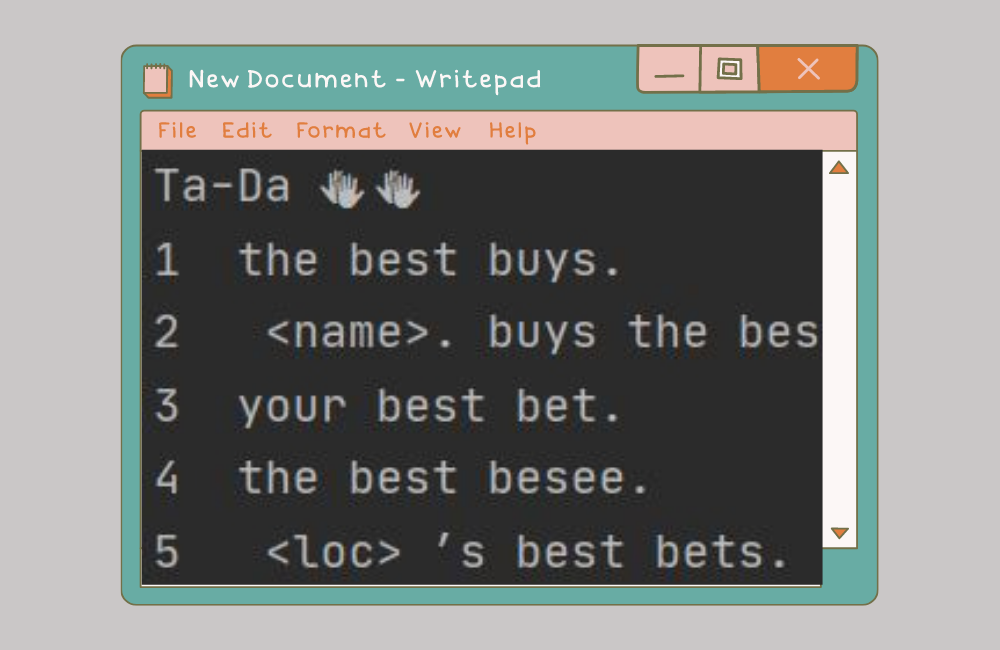 New Document - Writepad
File Edit Format View Help
Ta-Da 👋👋
1 the best buys.
2 <name>. buys the bes
3 your best bet.
4 the best besee.
5 <loc> ’s best bets.